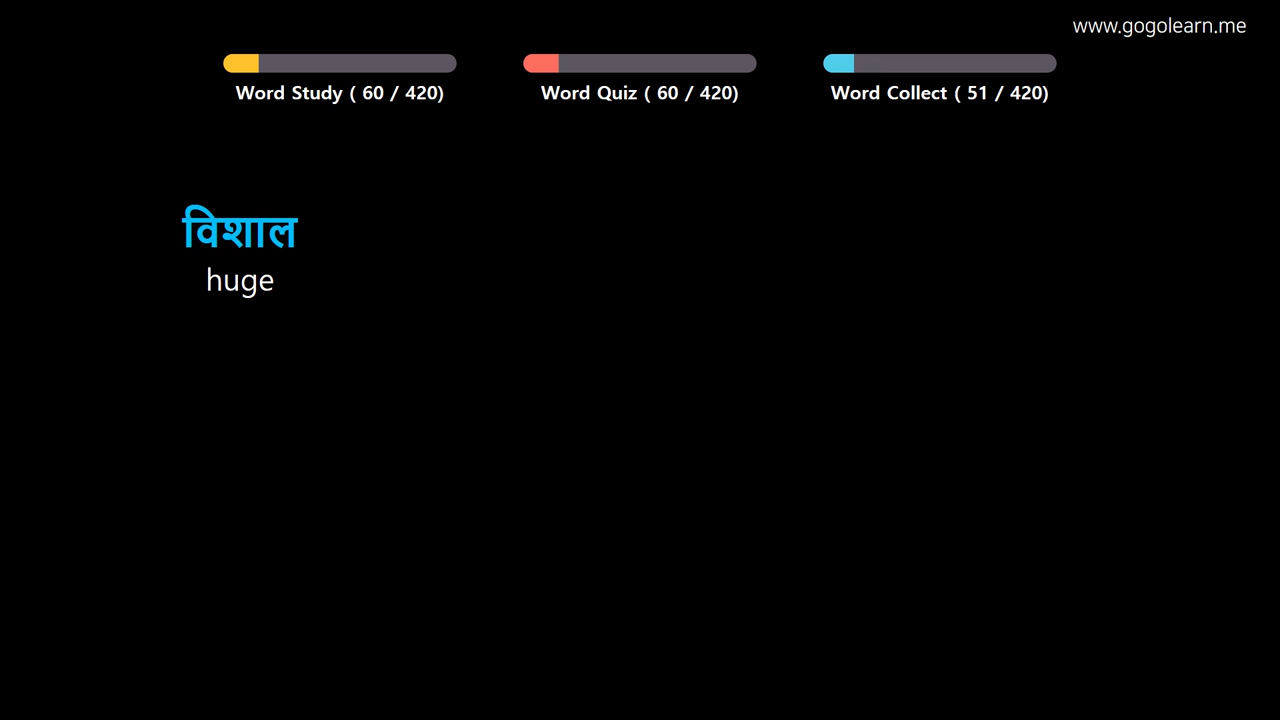 www.gogolearn.me
Word Study ( 60 / 420)
Word Quiz ( 60 / 420)
Word Collect ( 51 / 420)
विशाल
huge